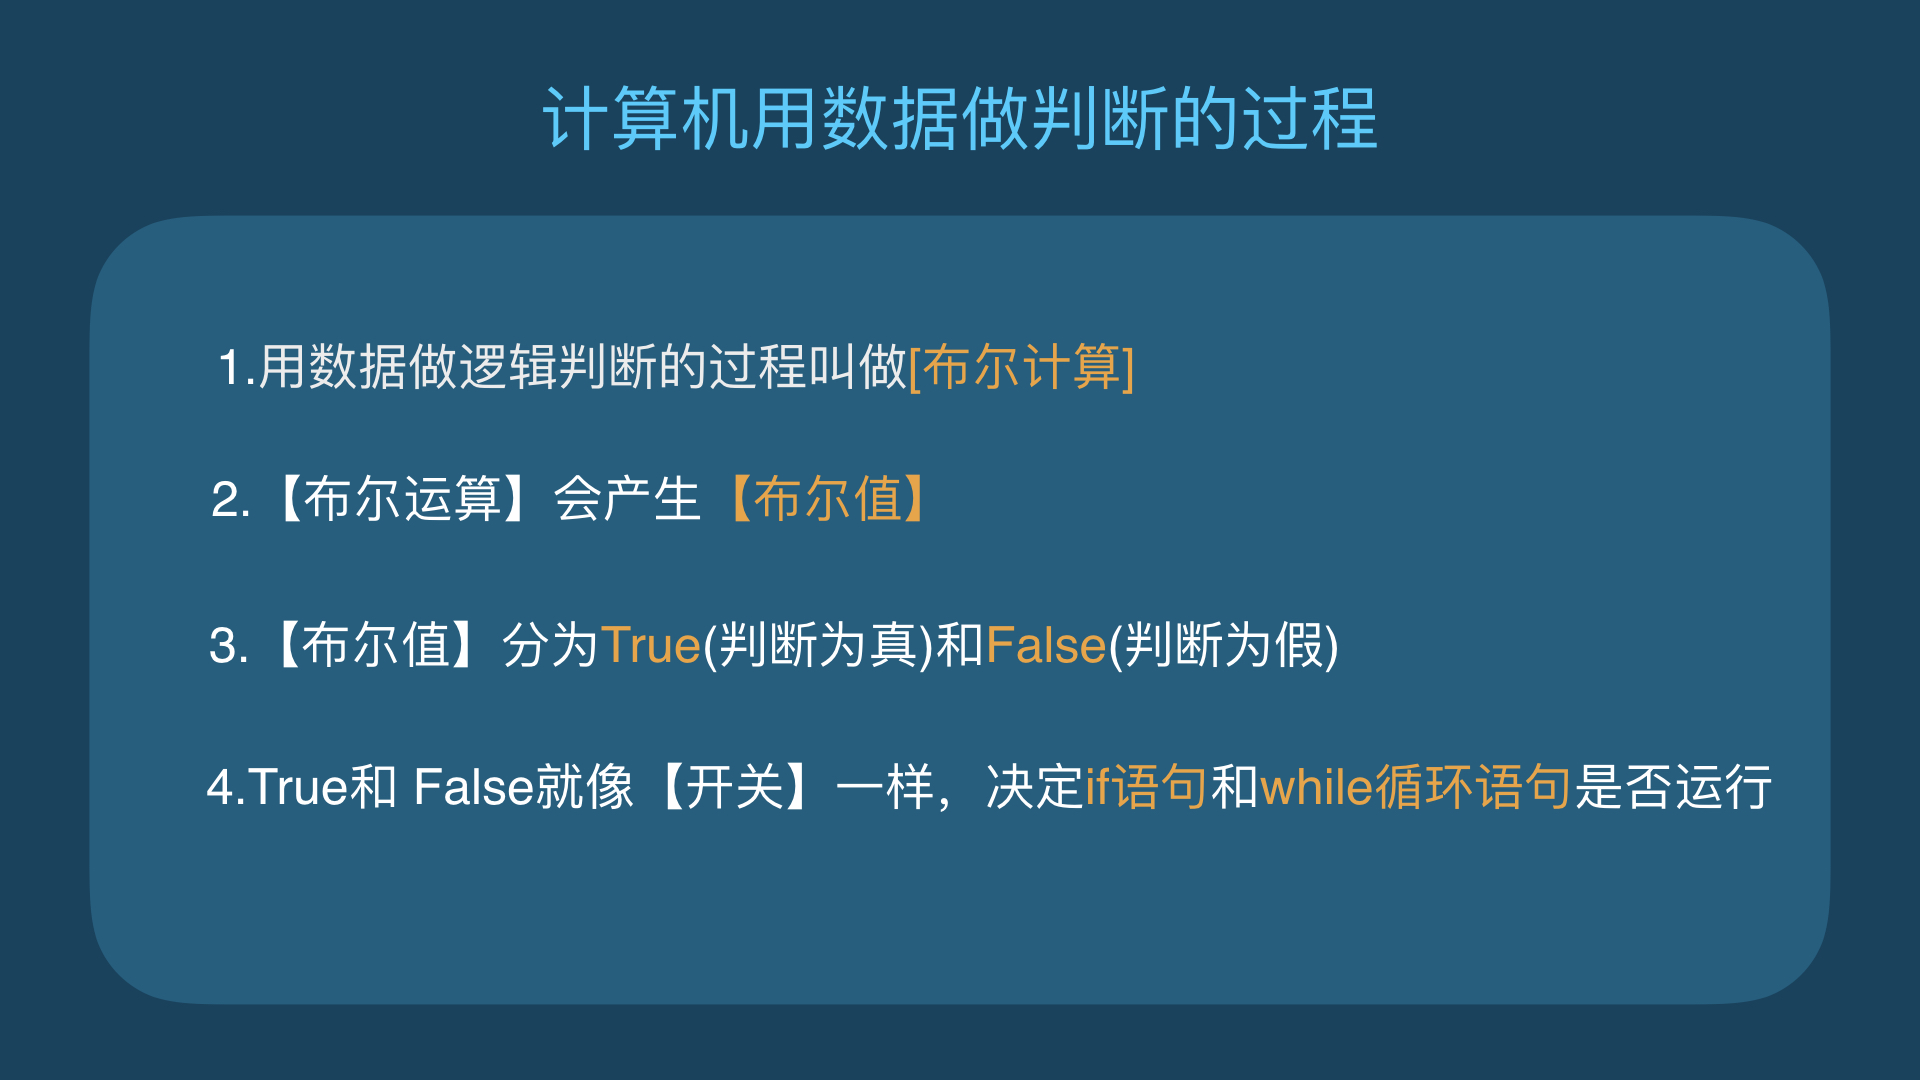 计算机用数据做判断的过程
1.用数据做逻辑判断的过程叫做[布尔计算]
2.【布尔运算】会产生【布尔值】
3.【布尔值】分为True(判断为真)和False(判断为假)
4.True和 False就像【开关】一样，决定if语句和while循环语句是否运行